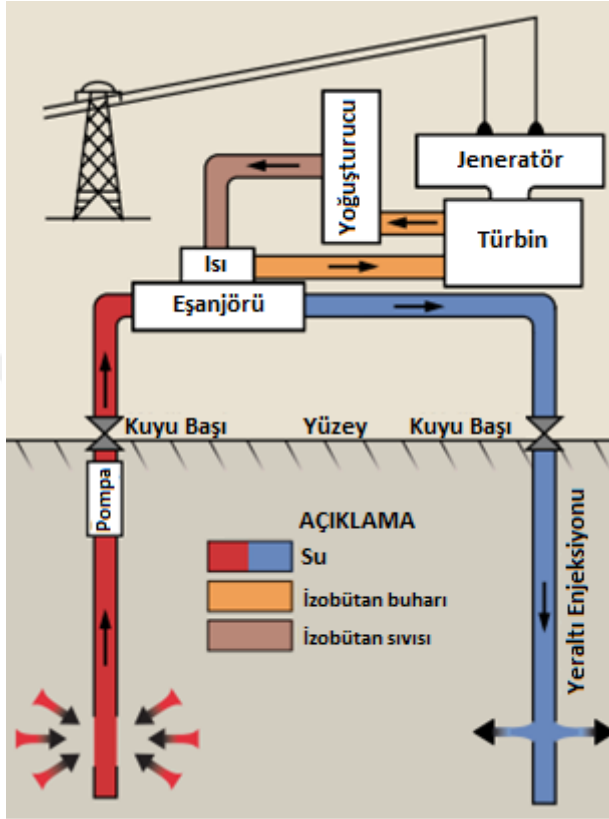 Jeneratör
Yoğuşturucu
Türbin
Isı
Eşanjörü
Kuyu Başı
Yüzey
Kuyu Başı
Pompa
AÇIKLAMA
Su
İzobütan buharı
İzobütan sıvısı
Yeraltı Enjeksiyonu